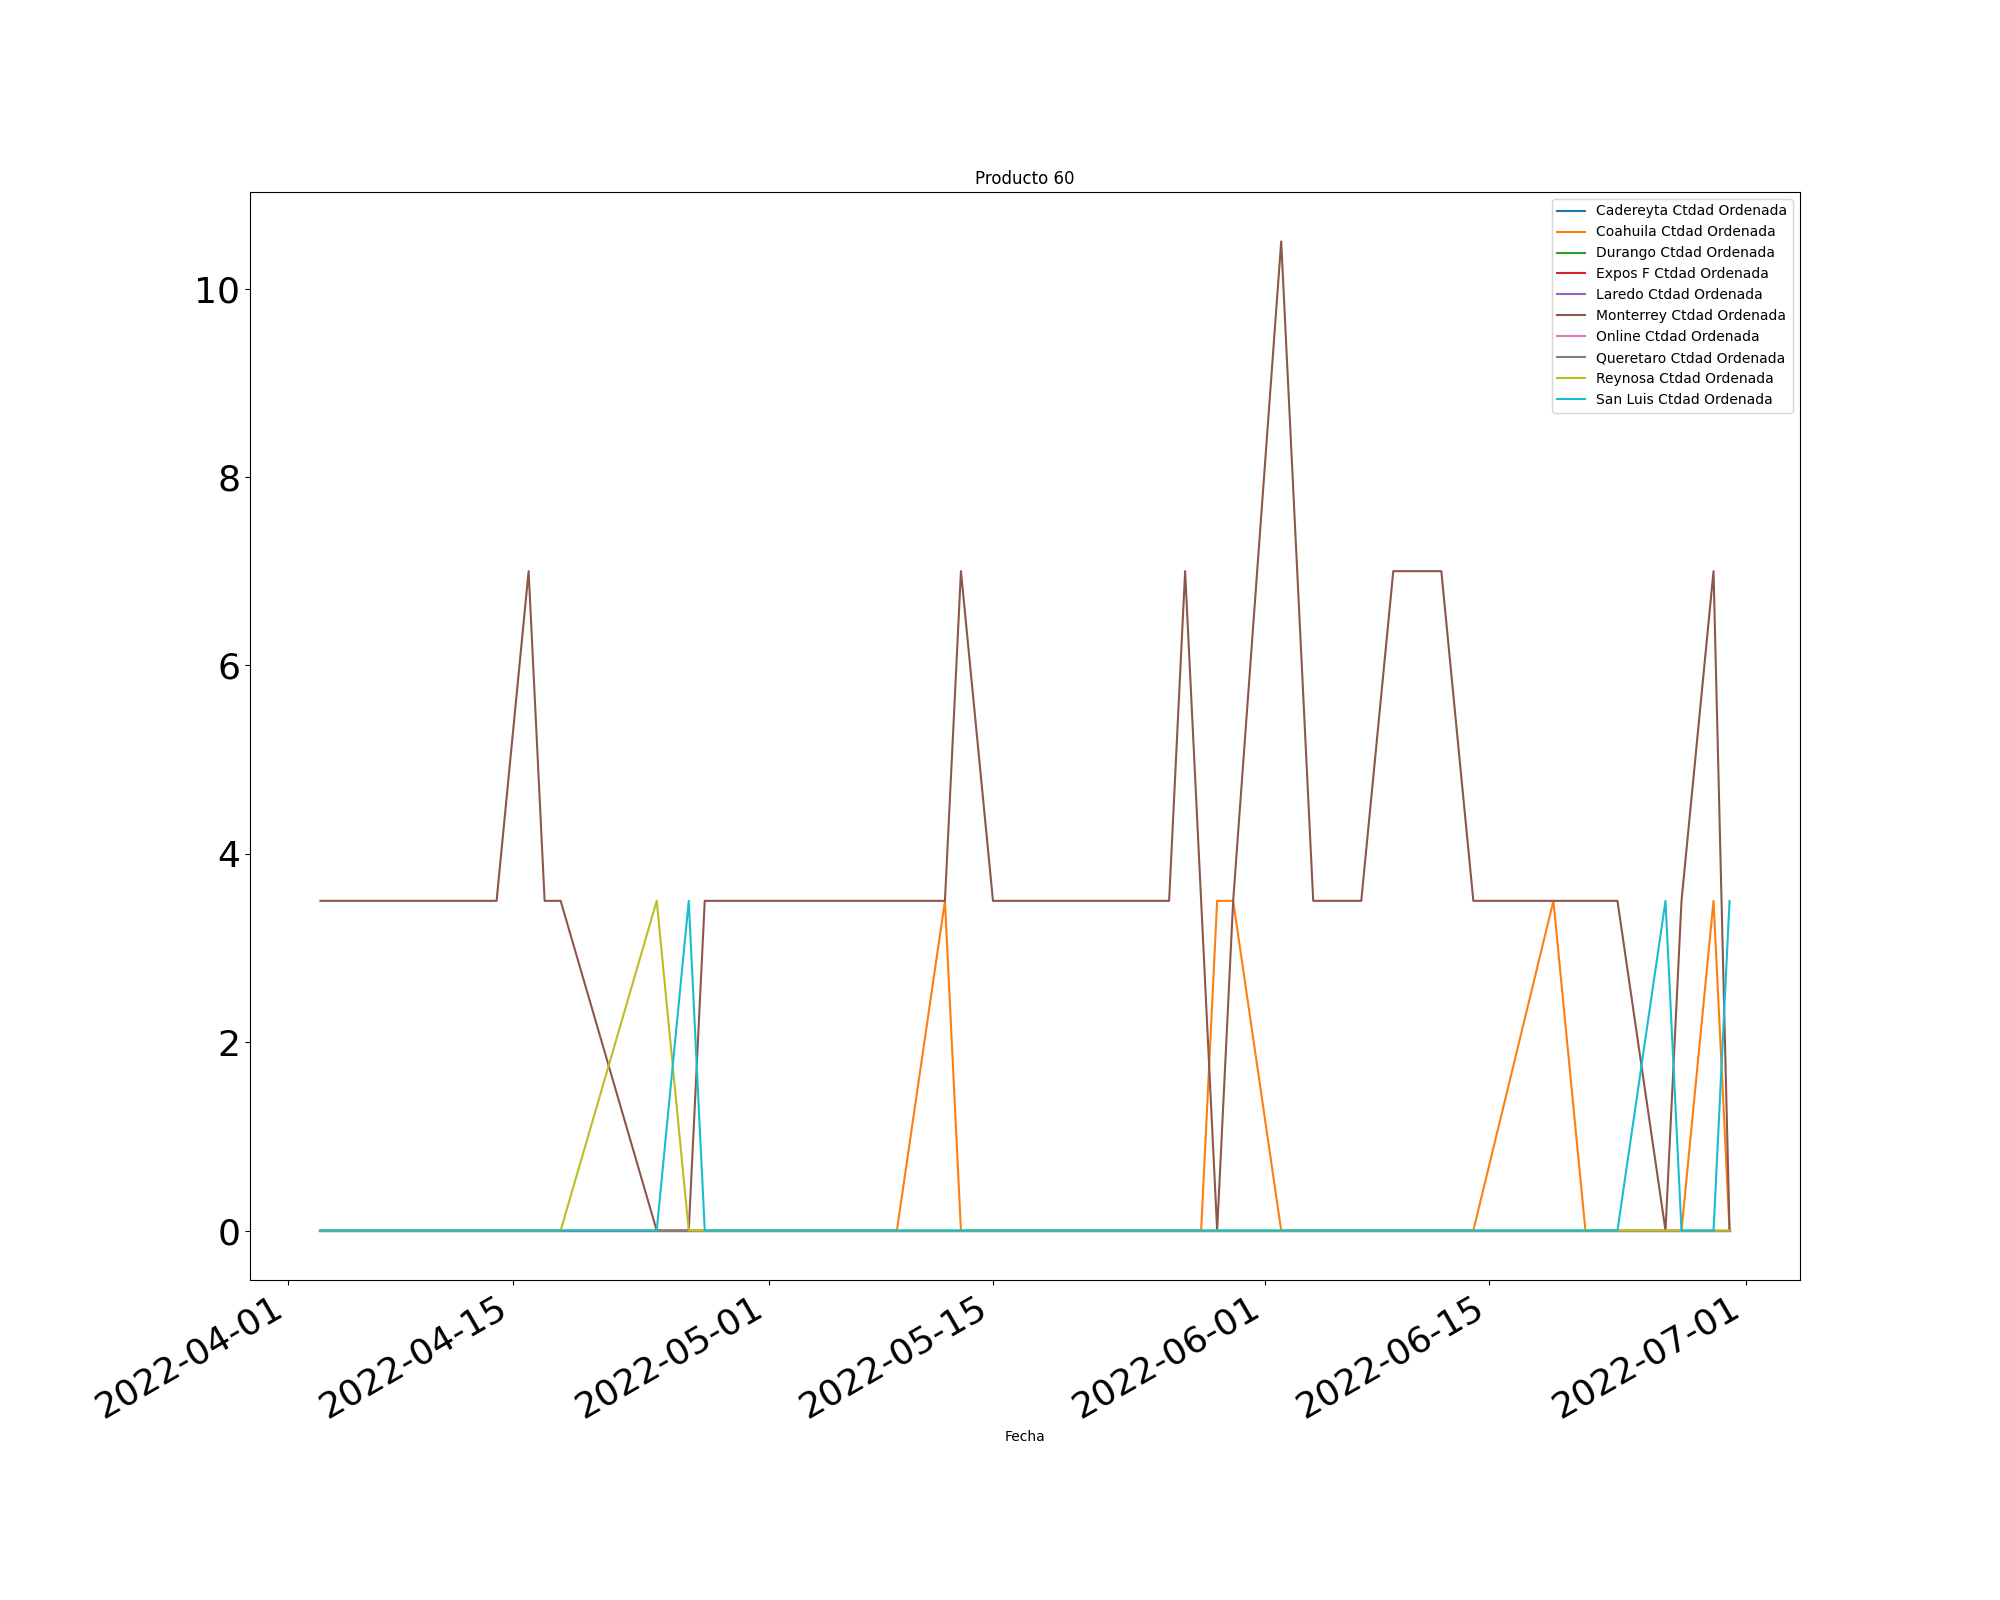 Producto 60
Cadereyta Ctdad Ordenada
Coahuila Ctdad Ordenada
Durango Ctdad Ordenada
Expos F Ctdad Ordenada
Laredo Ctdad Ordenada
Monterrey Ctdad Ordenada
Online Ctdad Ordenada
Queretaro Ctdad Ordenada
Reynosa Ctdad Ordenada
San Luis Ctdad Ordenada
10
8
6
4
2
0
2022-04-01
2022-04-15
2022-05-01
2022-05-15
2022-06-01
2022-06-15
2022-07-01
Fecha